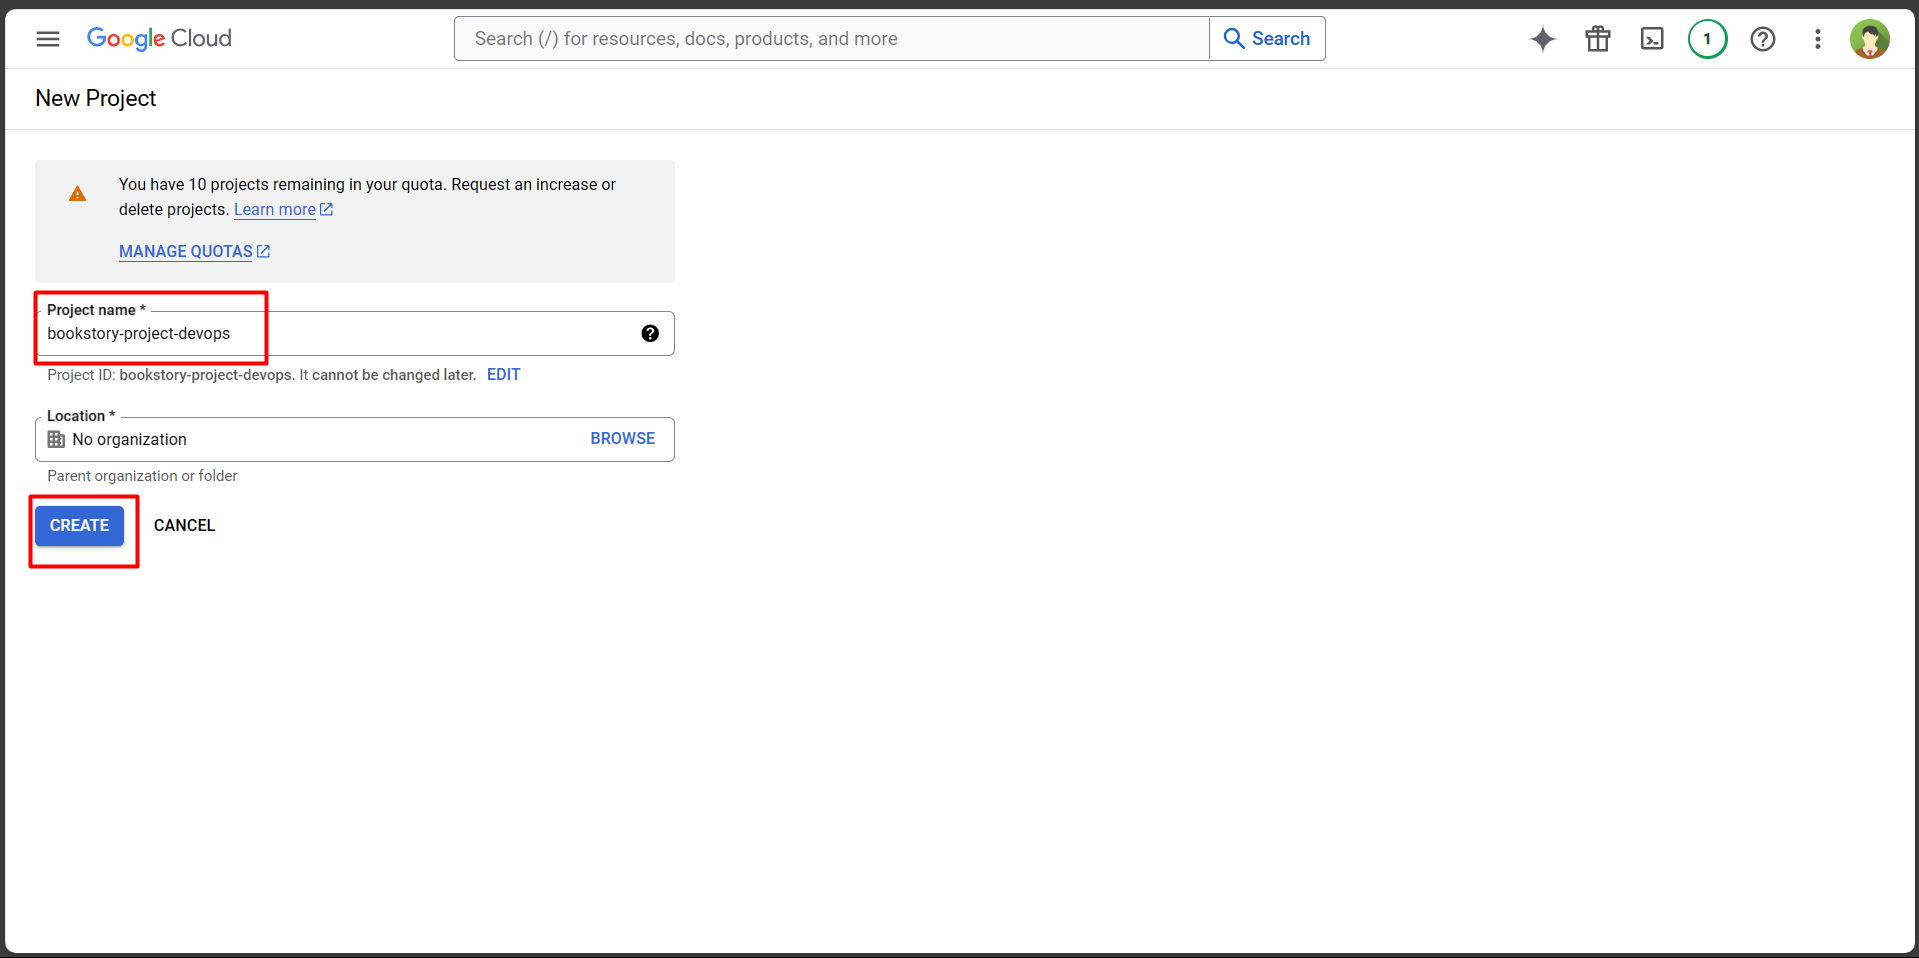 Google Cloud
Search (/) for resources, docs, products, and more
Search
1
New Project
You have 10 projects remaining in your quota. Request an increase or
delete projects. Learn more
MANAGE QUOTAS
Project name *
bookstory-project-devops
Project ID: bookstory-project-devops. It cannot be changed later. EDIT
Location *
No organization
BROWSE
Parent organization or folder
CREATE
CANCEL